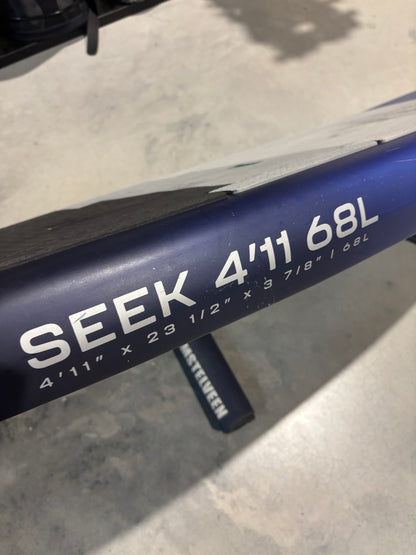 SEEK 4'11 68L
4'11" x 23 1/2" x 3 7/8" | 68L